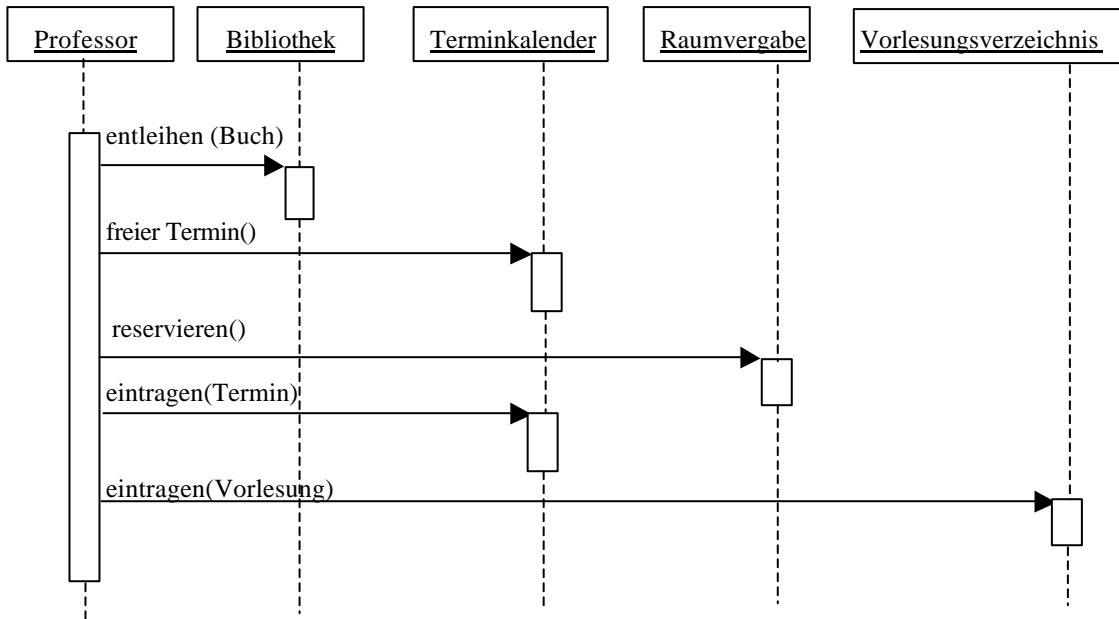 Professor
Bibliothek
Terminkalender
Raumvergabe
Vorlesungsverzeichnis
entleihen (Buch)
freier Termin()
reservieren()
eintragen(Termin)
eintragen(Vorlesung)